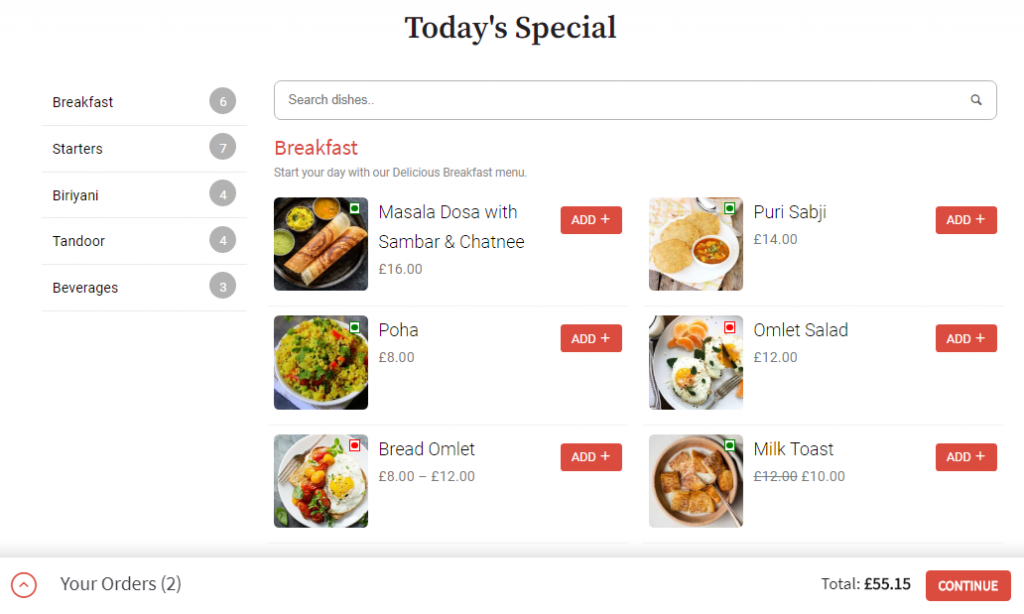 Today's Special
Breakfast 6
Starters 7
Biriyani 4
Tandoor 4
Beverages 3
Search dishes..
Breakfast
Start your day with our Delicious Breakfast menu.
Masala Dosa with
Sambar & Chatnee
£16.00
ADD +
Puri Sabji
£14.00
ADD +
Poha
£8.00
ADD +
Omlet Salad
£12.00
ADD +
Bread Omlet
£8.00 – £12.00
ADD +
Milk Toast
£12.00 £10.00
ADD +
Your Orders (2)
Total: £55.15
CONTINUE